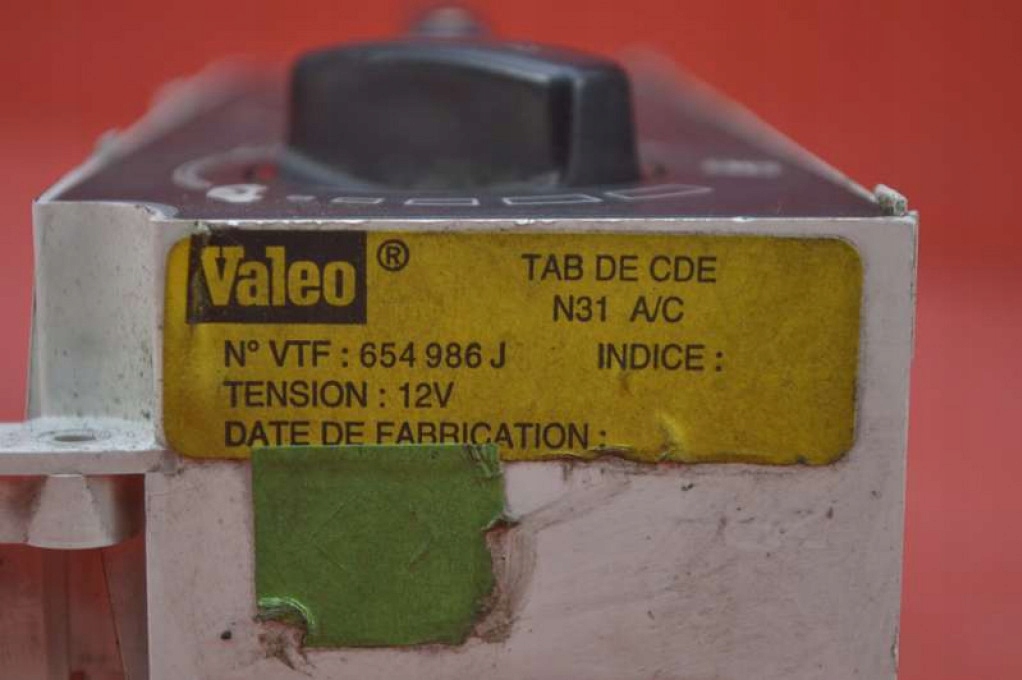 Valeo ® TAB DE CDE
N31 A/C
N° VTF : 654 986 J INDICE :
TENSION : 12V
DATE DE FABRICATION :